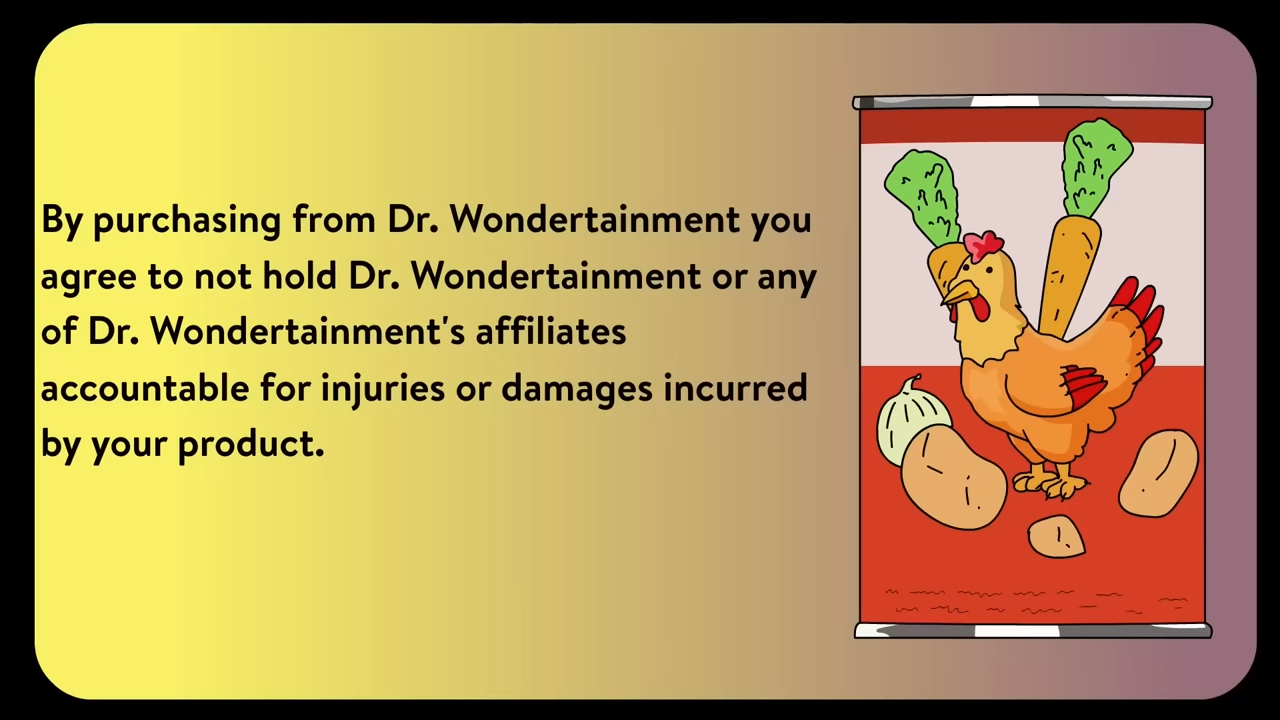 By purchasing from Dr. Wondertainment you
agree to not hold Dr. Wondertainment or any
of Dr. Wondertainment's affiliates
accountable for injuries or damages incurred
by your product.